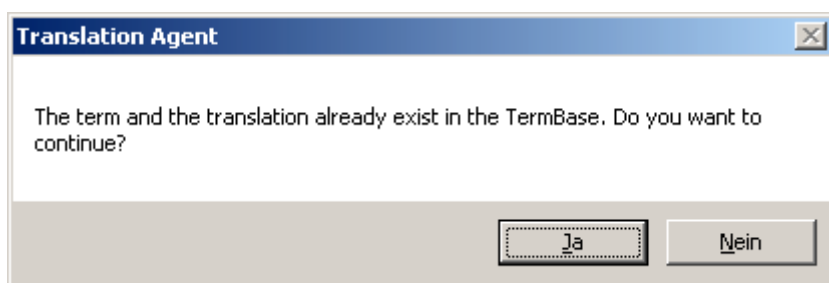 Translation Agent
The term and the translation already exist in the TermBase. Do you want to
continue?
Ja
Nein